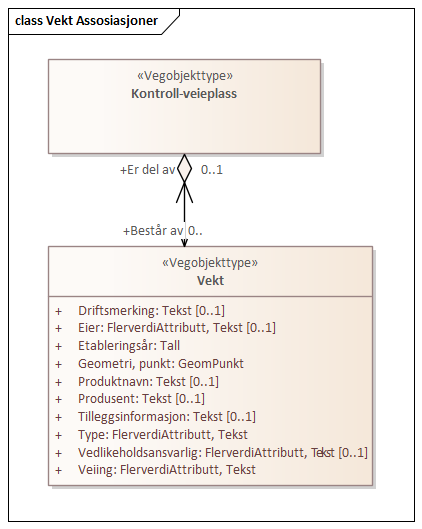 class Vekt Assosiasjoner
«Vegobjekttype»
Kontroll-veieplass
+Er del av 0..1
+Består av 0..
«Vegobjekttype»
Vekt
+ Driftsmerking: Tekst [0..1]
+ Eier: FlerverdiAttributt, Tekst [0..1]
+ Etableringsår: Tall
+ Geometri, punkt: GeomPunkt
+ Produktnavn: Tekst [0..1]
+ Produsent: Tekst [0..1]
+ Tilleggsinformasjon: Tekst [0..1]
+ Type: FlerverdiAttributt, Tekst
+ Vedlikeholdsansvarlig: FlerverdiAttributt, Tekst [0..1]
+ Veiing: FlerverdiAttributt, Tekst